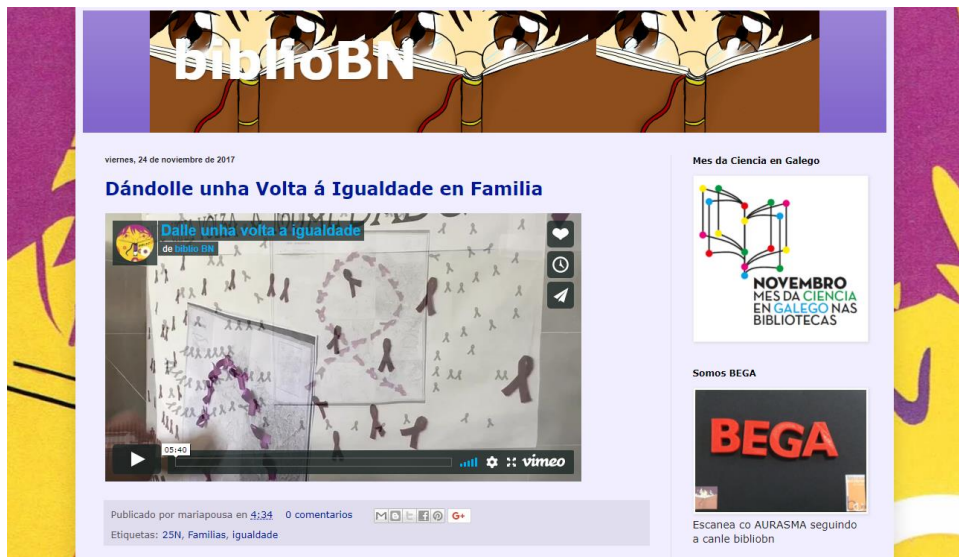 biblioBN
viernes, 24 de noviembre de 2017
Dándolle unha Volta á Igualdade en Familia
Dalle unha volta a igualdade
de biblio BN
05:40
vimeo
Publicado por mariapousa en 4:34 0 comentarios
G+
Etiquetas: 25N, Familias, igualdade
Mes da Ciencia en Galego
NOVEMBRO
MES DA CIENCIA
EN GALEGO NAS
BIBLIOTECAS
Somos BEGA
BEGA
Escanea co AURASMA seguindo
a canle bibliobn